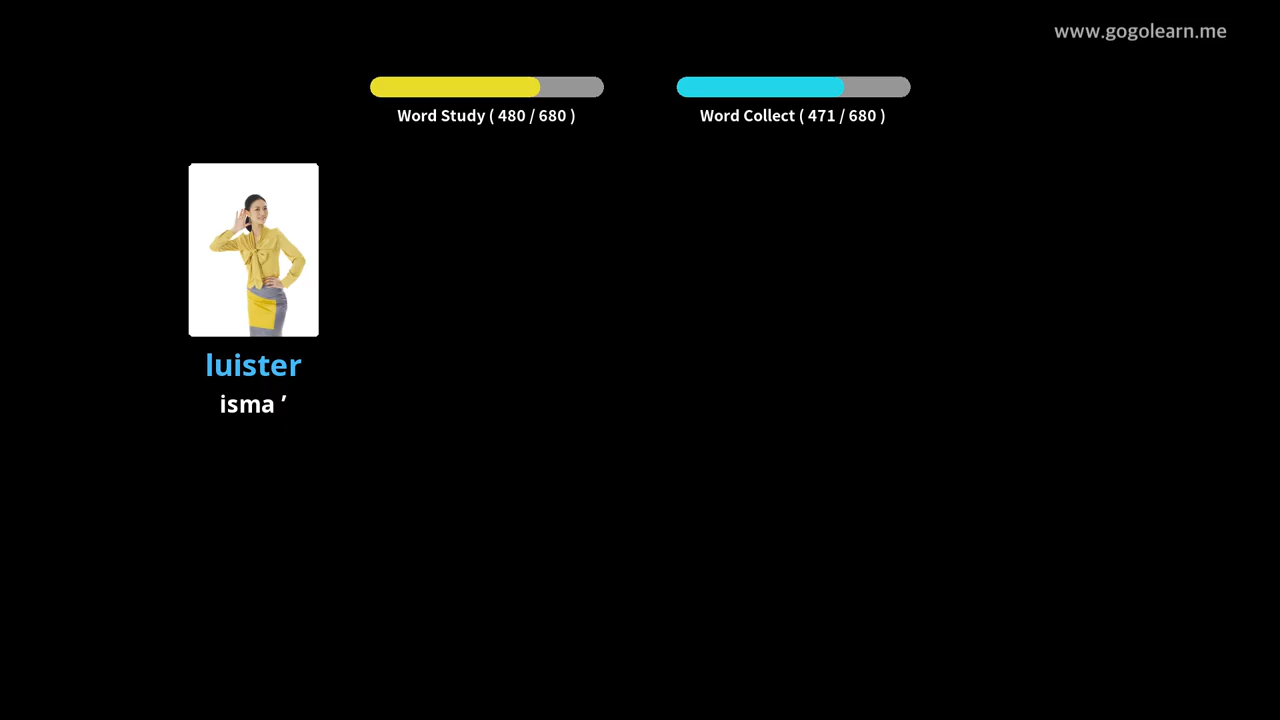 www.gogolearn.me
Word Study ( 480 / 680 )
Word Collect ( 471 / 680 )
luister
isma ’